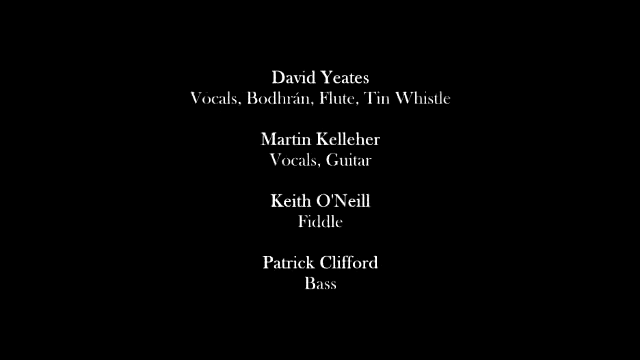 David Yeates
Vocals, Bodhrán, Flute, Tin Whistle
Martin Kelleher
Vocals, Guitar
Keith O'Neill
Fiddle
Patrick Clifford
Bass